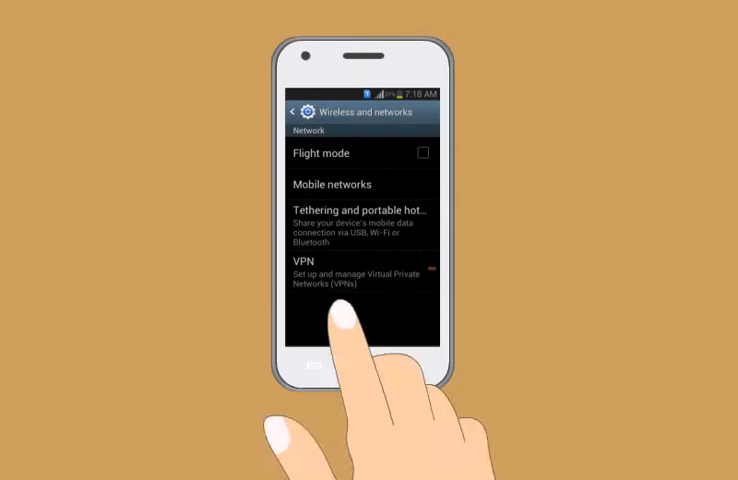 7:18 AM
Wireless and networks
Network
Flight mode
Mobile networks
Tethering and portable hot...
Share your device's mobile data
connection via USB, Wi-Fi or
Bluetooth
VPN
Set up and manage Virtual Private
Networks (VPNs)